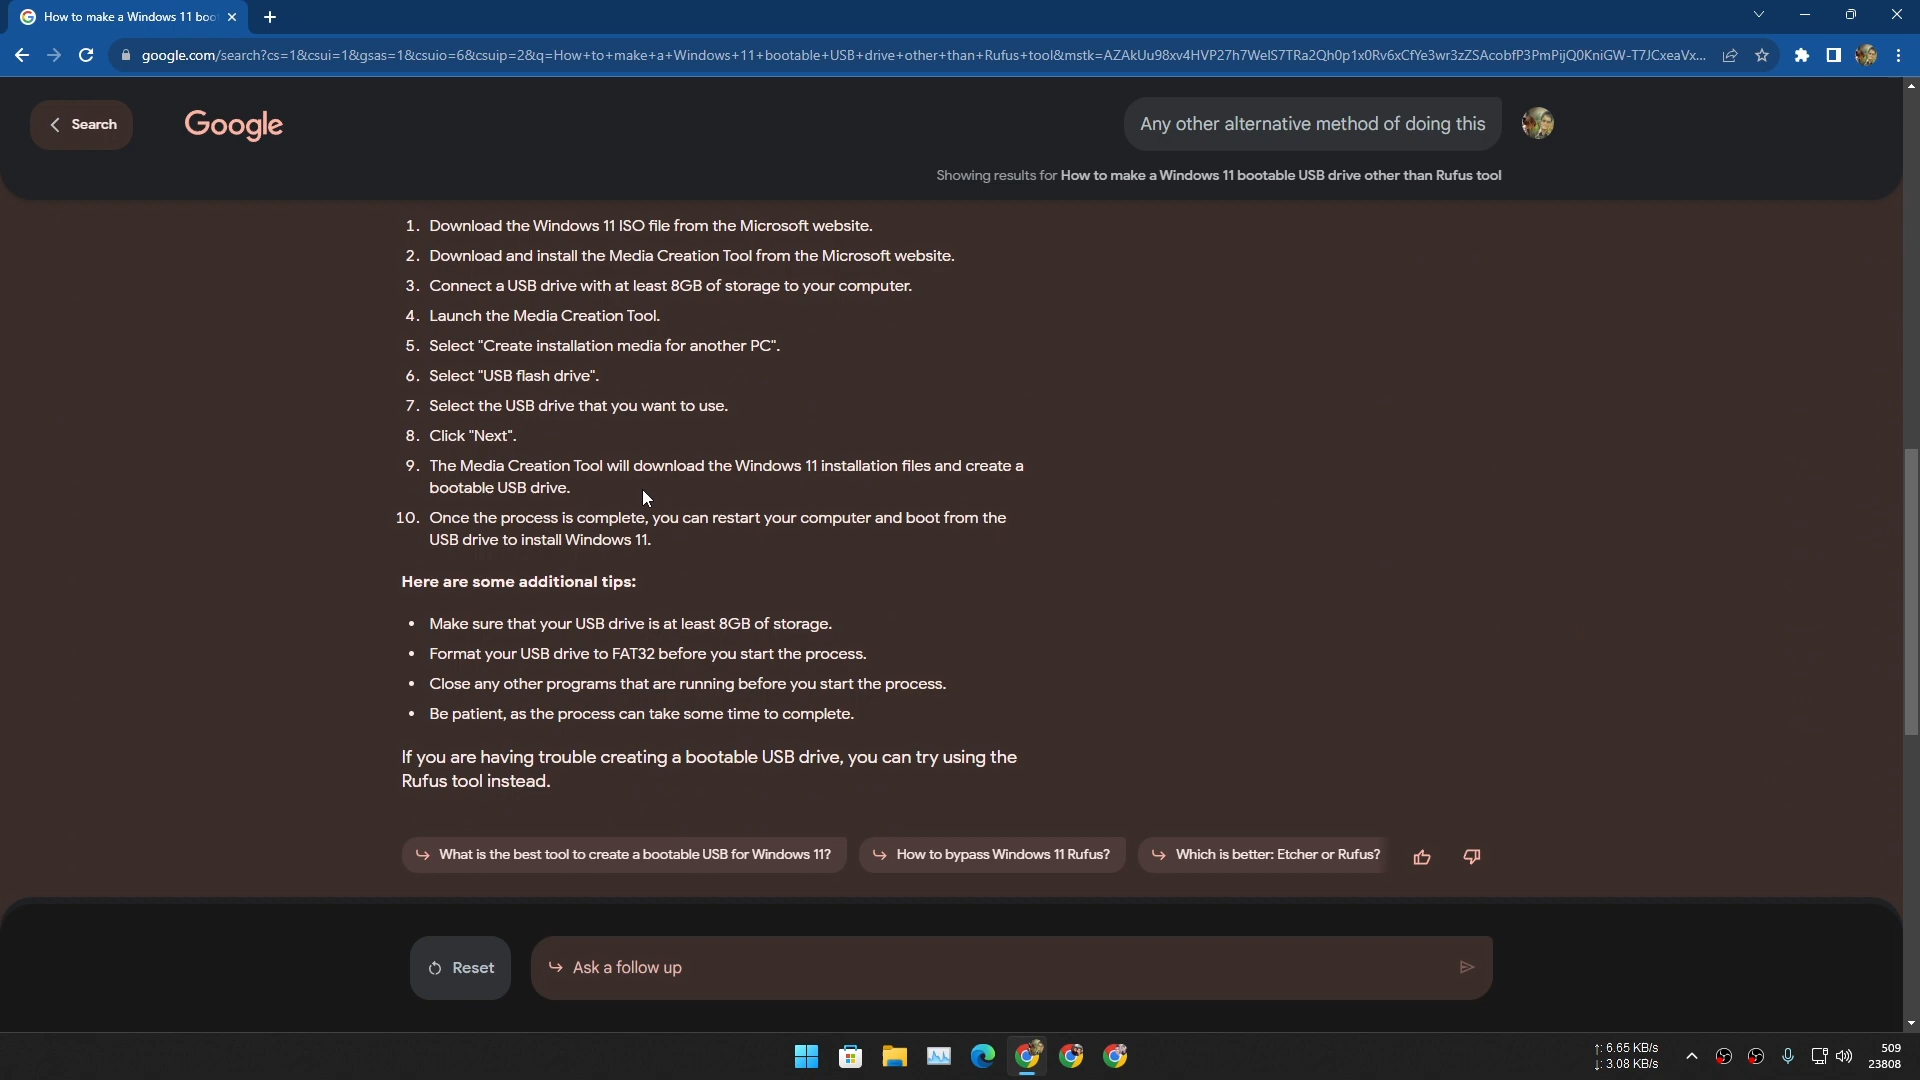 How to make a Windows 11 boo
google.com/search?cs=1&csui=1&gsas=1&csuio=6&csuip=2&q=How+to+make+a+Windows+11+bootable+USB+drive+other+than+Rufus+tool&mstk=AZAkUu98xv4HVP27h7WelS7TRa2Qh0p1x0Rv6xCfYe3wr3zZSAcobfP3PmPijQ0KniGW-T7JCxeaVx...
Search
Google
Any other alternative method of doing this
Showing results for How to make a Windows 11 bootable USB drive other than Rufus tool
1. Download the Windows 11 ISO file from the Microsoft website.
2. Download and install the Media Creation Tool from the Microsoft website.
3. Connect a USB drive with at least 8GB of storage to your computer.
4. Launch the Media Creation Tool.
5. Select "Create installation media for another PC".
6. Select "USB flash drive".
7. Select the USB drive that you want to use.
8. Click "Next".
9. The Media Creation Tool will download the Windows 11 installation files and create a
bootable USB drive.
10. Once the process is complete, you can restart your computer and boot from the
USB drive to install Windows 11.
Here are some additional tips:
• Make sure that your USB drive is at least 8GB of storage.
• Format your USB drive to FAT32 before you start the process.
• Close any other programs that are running before you start the process.
• Be patient, as the process can take some time to complete.
If you are having trouble creating a bootable USB drive, you can try using the
Rufus tool instead.
What is the best tool to create a bootable USB for Windows 11?
How to bypass Windows 11 Rufus?
Which is better: Etcher or Rufus?
Reset
Ask a follow up
↑: 6.65 KB/s
↓: 3.08 KB/s
509
23808